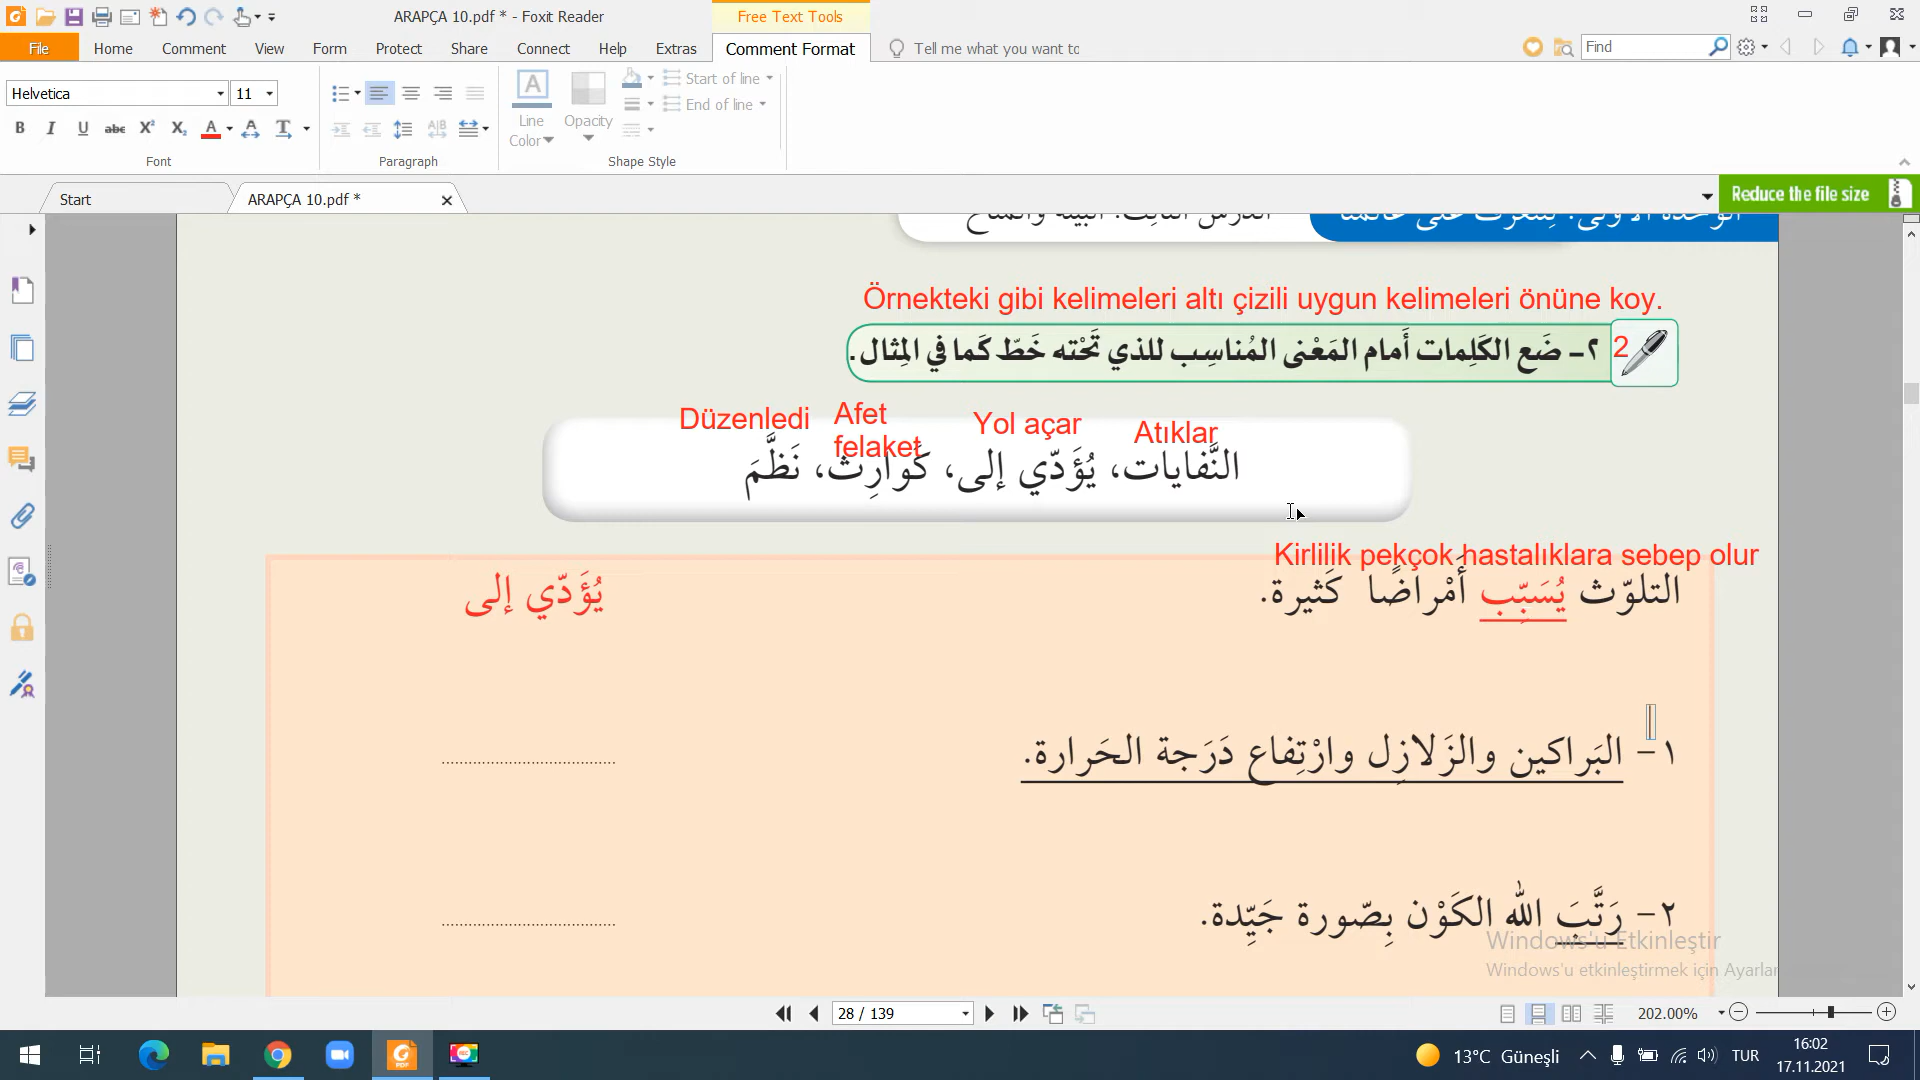 ARAPÇA 10.pdf * - Foxit Reader
Free Text Tools
File Home Comment View Form Protect Share Connect Help Extras Comment Format Tell me what you want to
Find
Helvetica 11
Start of line
End of line
Line Color
Opacity
Font Paragraph Shape Style
Start
ARAPÇA 10.pdf *
Reduce the file size
Örnekteki gibi kelimeleri altı çizili uygun kelimeleri önüne koy.
2
٢- ضَع الكَلِمات أَمام المَعْنى المُناسِب للذي تَحْته خَطّ كَما في المِثال.
Düzenledi
Afet felaket
Yol açar
Atıklar
النَّفايات، يُؤَدّي إلى، كَوارِث، نَظَّمَ
Kirlilik pekçok hastalıklara sebep olur
التلوّث يُسَبِّب أَمْراضًا كَثيرة.
يُؤَدّي إلى
١- البَراكين والزَلازِل وارْتِفاع دَرَجة الحَرارة.
٢- رَتَّبَ الله الكَوْن بِصّورة جَيِّدة.
Windows'u Etkinleştir
Windows'u etkinleştirmek için Ayarlar
28 / 139
202.00%
13°C Güneşli
TUR
16:02
17.11.2021